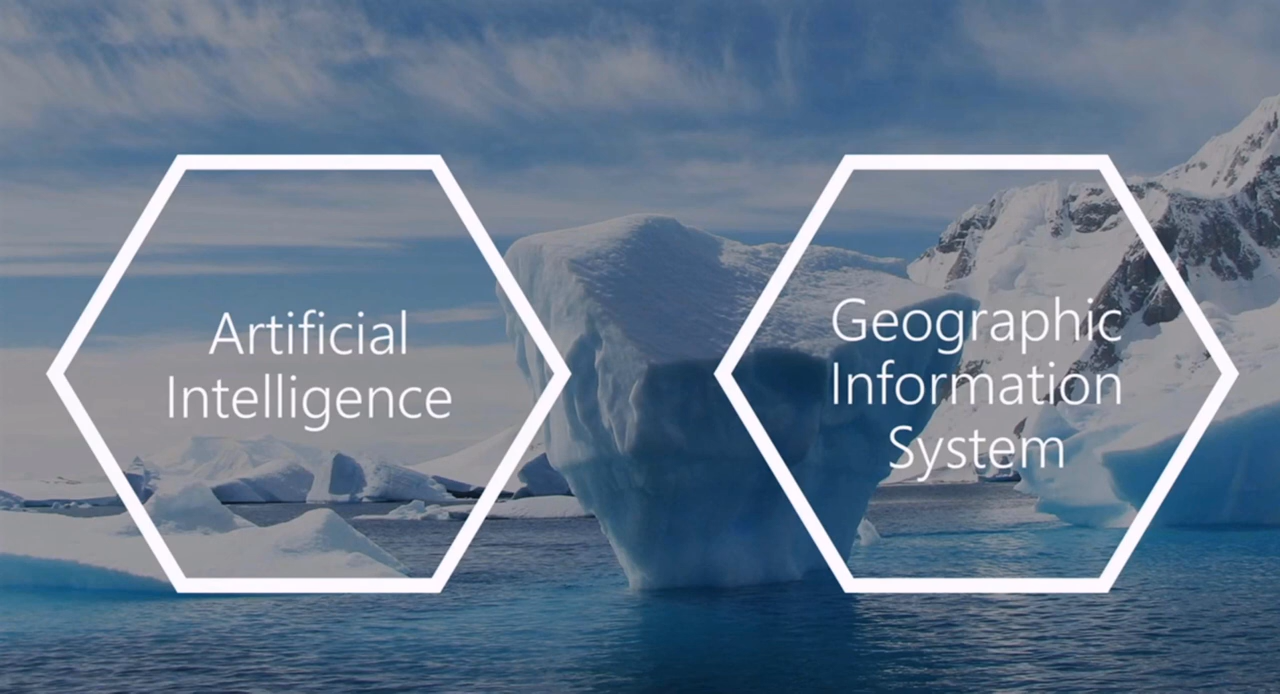 Artificial
Intelligence
Geographic
Information
System